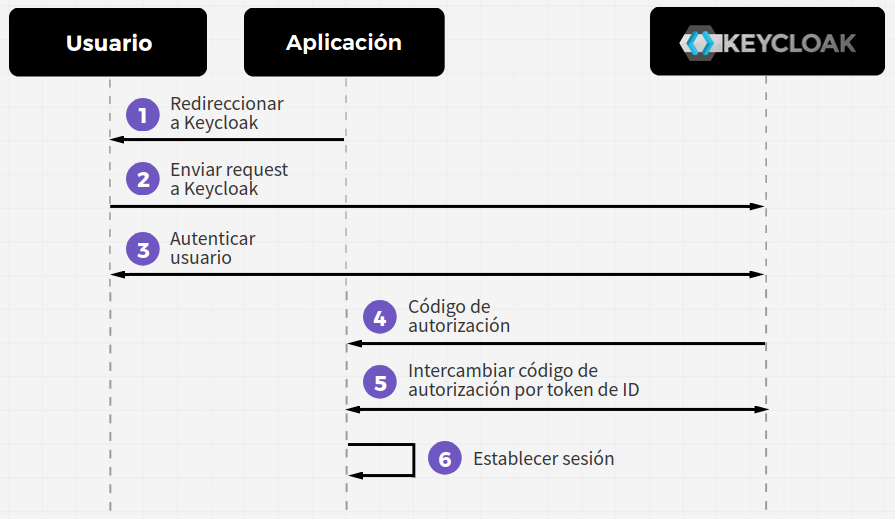 Usuario
Aplicación
KEYCLOAK
1
Redireccionar
a Keycloak
2
Enviar request
a Keycloak
3
Autenticar
usuario
4
Código de
autorización
5
Intercambiar código de
autorización por token de ID
6
Establecer sesión